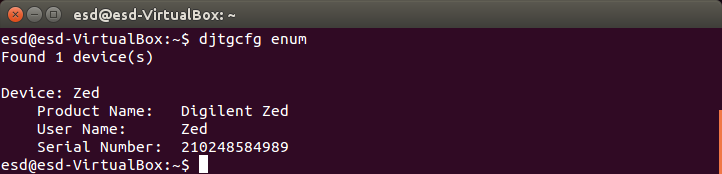 esd@esd-VirtualBox: ~
esd@esd-VirtualBox:~$ djtgcfg enum
Found 1 device(s)
Device: Zed
Product Name: Digilent Zed
User Name: Zed
Serial Number: 210248584989
esd@esd-VirtualBox:~$